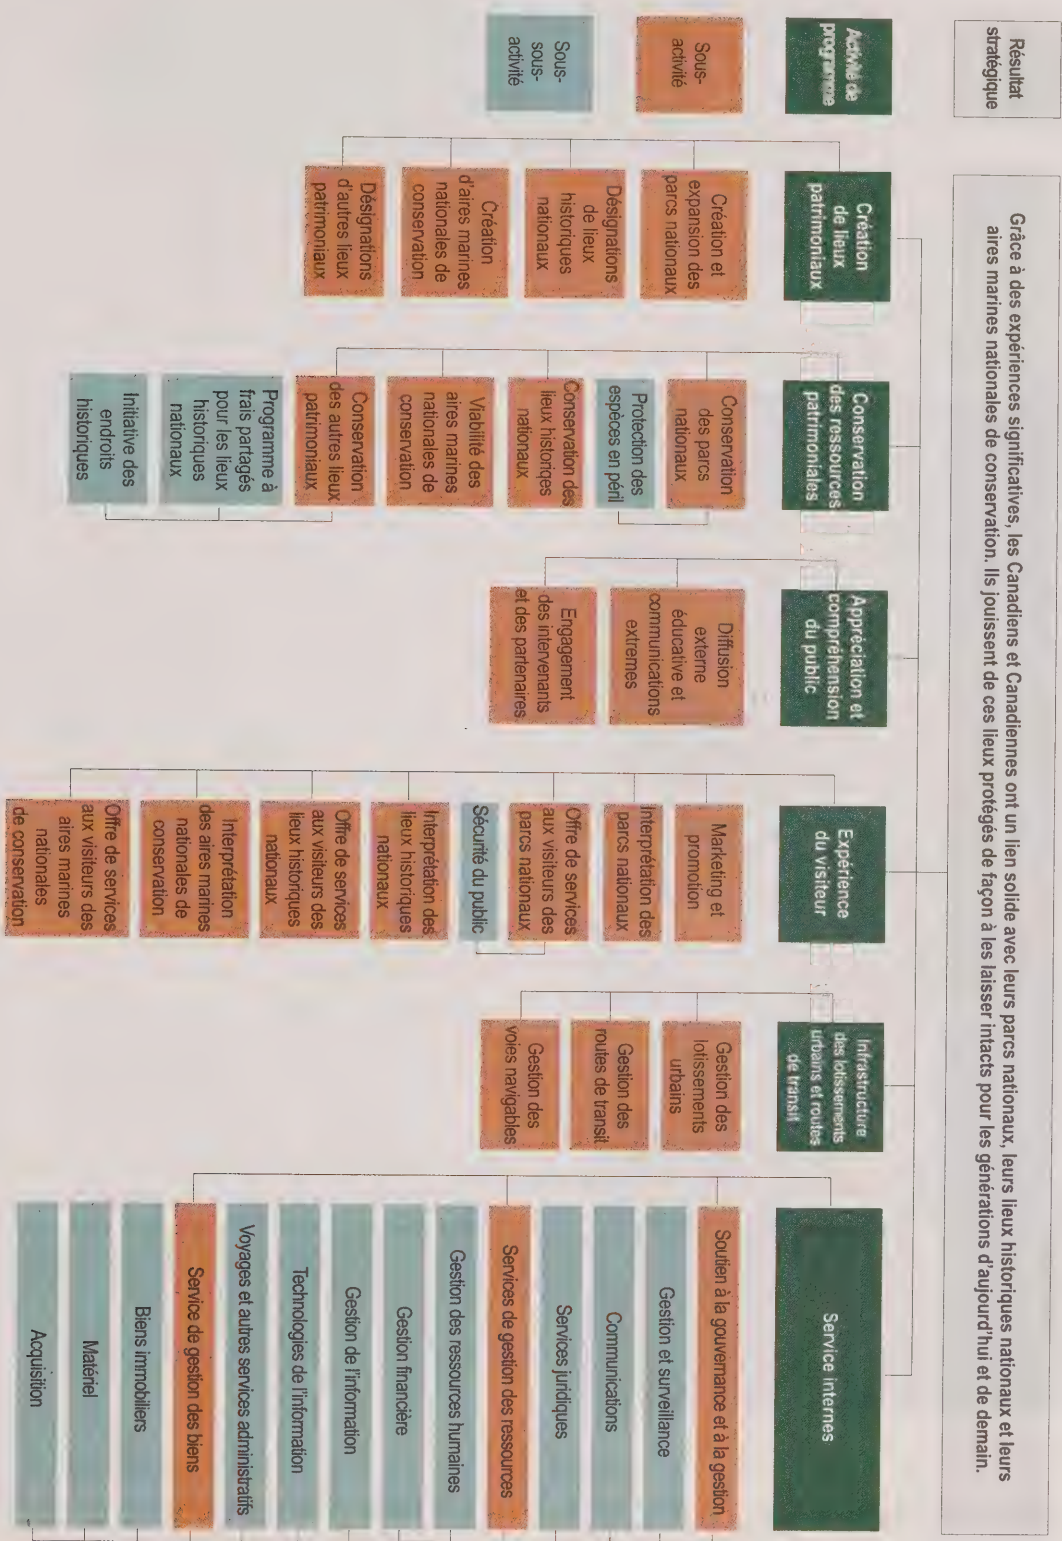 Résultat
stratégique
Grâce à des expériences significatives, les Canadiens et Canadiennes ont un lien solide avec leurs parcs nationaux, leurs lieux historiques nationaux et leurs
aires marines nationales de conservation. Ils jouissent de ces lieux protégés de façon à les laisser intacts pour les générations d'aujourd'hui et de demain.
Activité de
programme
Sous-
activité
Sous-
sous-
activité
Création
de lieux
patrimoniaux
Création et
expansion des
parcs nationaux
Désignations
de lieux
historiques
nationaux
Création
d'aires marines
nationales de
conservation
Désignations
d'autres lieux
patrimoniaux
Conservation
des ressources
patrimoniales
Conservation
des parcs
nationaux
Protection des
espèces en péril
Conservation des
lieux historiqes
nationaux
Viabilité des
aires marines
nationales de
conservation
Conservation
des autres lieux
patrimoniaux
Programme à
frais partagés
pour les lieux
historiques
nationaux
Initiative des
endroits
historiques
Appréciation et
compréhension
du public
Diffusion
externe
éducative et
communications
extremes
Engagement
des intervenants
et des partenaires
Expérience
du visiteur
Marketing et
promotion
Interprétation des
parcs nationaux
Offre de services
aux visiteurs des
parcs nationaux
Sécurité du public
Interprétation des
lieux historiques
nationaux
Offre de services
aux visiteurs des
lieux historiques
nationaux
Interprétation
des aires marines
nationales de
conservation
Offre de services
aux visiteurs des
aires marines
nationales
de conservation
Infrastructure
des lotissements
urbains et routes
de transit
Gestion des
lotissements
urbains
Gestion des
routes de transit
Gestion des
voies navigables
Service internes
Soutien à la gouvernance et à la gestion
Gestion et surveillance
Communications
Services juridiques
Services de gestion des ressources
Gestion des ressources humaines
Gestion financière
Gestion de l'information
Technologies de l'information
Voyages et autres services administratifs
Service de gestion des biens
Biens immobiliers
Matériel
Acquisition